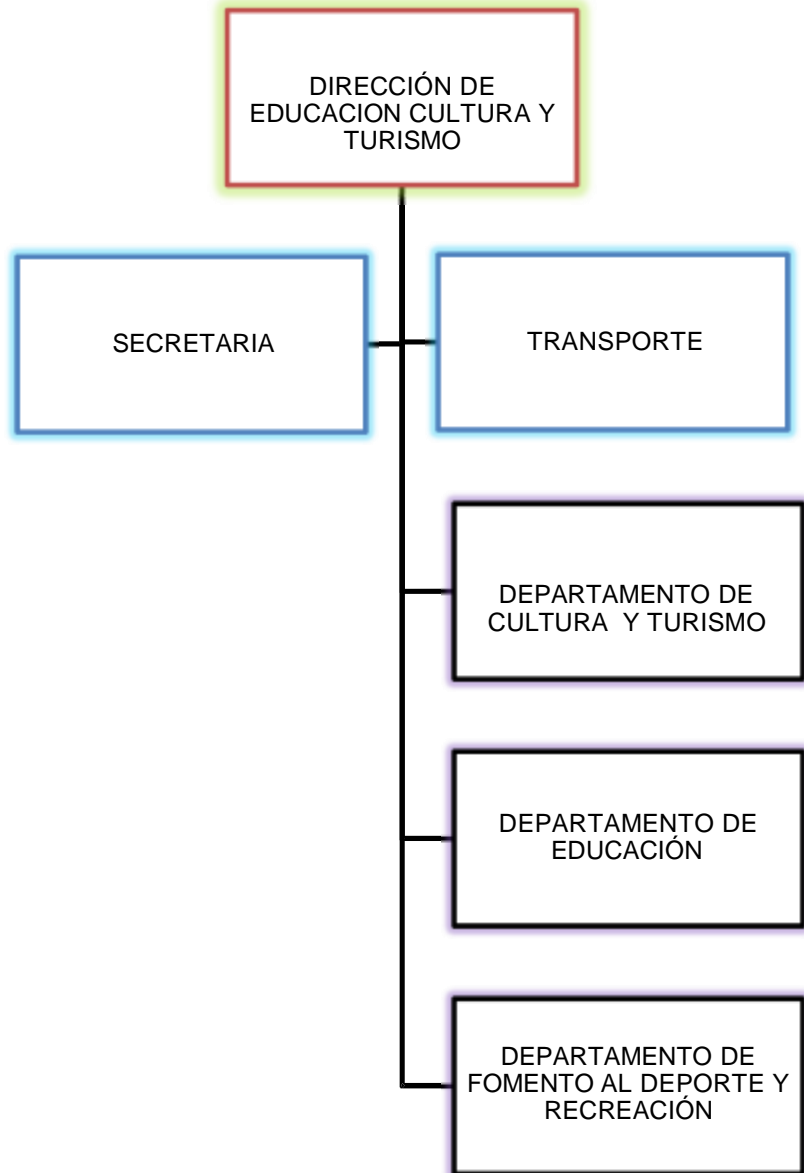 DIRECCIÓN DE
EDUCACION CULTURA Y
TURISMO
SECRETARIA
TRANSPORTE
DEPARTAMENTO DE
CULTURA Y TURISMO
DEPARTAMENTO DE
EDUCACIÓN
DEPARTAMENTO DE
FOMENTO AL DEPORTE Y
RECREACIÓN